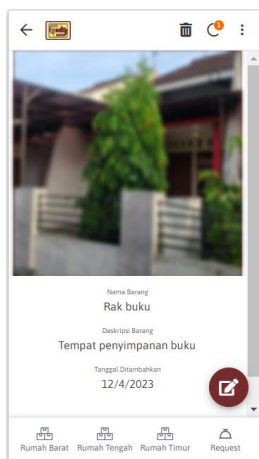 1
Nama Barang
Rak buku
Deskripsi Barang
Tempat penyimpanan buku
Tanggal Ditambahkan
12/4/2023
Rumah Barat Rumah Tengah Rumah Timur Request